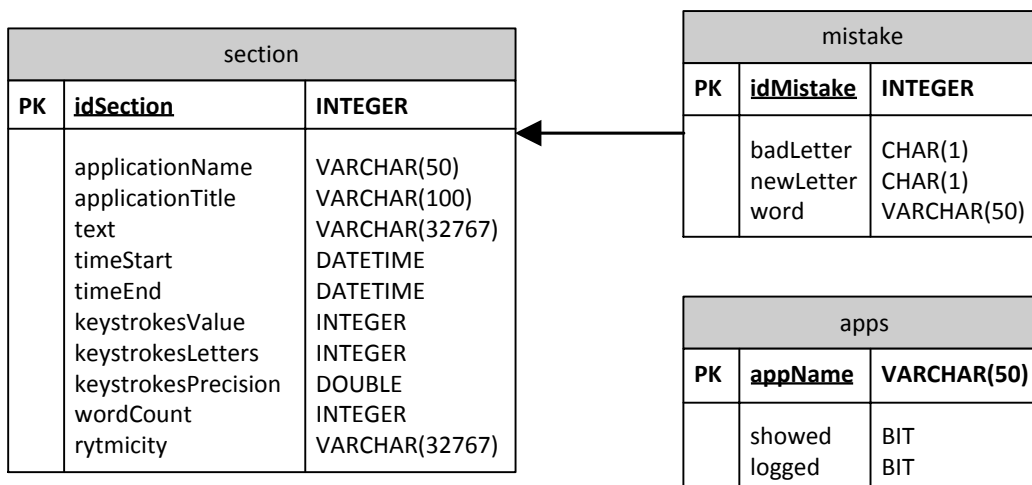 section
PK idSection INTEGER
applicationName VARCHAR(50)
applicationTitle VARCHAR(100)
text VARCHAR(32767)
timeStart DATETIME
timeEnd DATETIME
keystrokesValue INTEGER
keystrokesLetters INTEGER
keystrokesPrecision DOUBLE
wordCount INTEGER
rytmicity VARCHAR(32767)
mistake
PK idMistake INTEGER
badLetter CHAR(1)
newLetter CHAR(1)
word VARCHAR(50)
apps
PK appName VARCHAR(50)
showed BIT
logged BIT